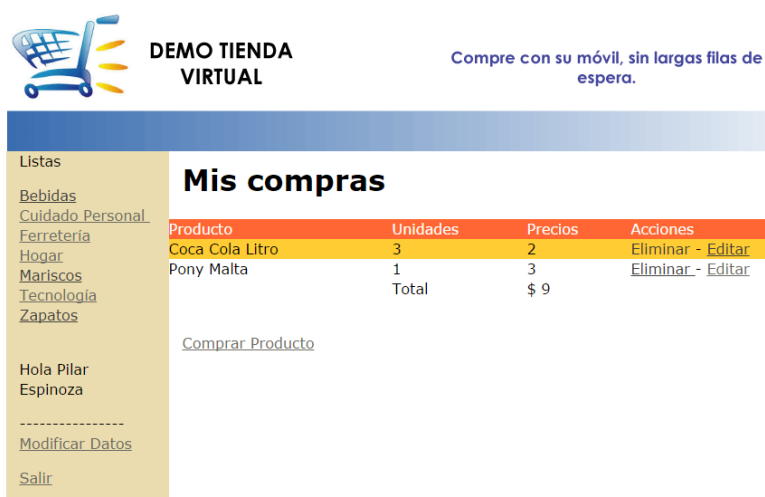 DEMO TIENDA
VIRTUAL
Compre con su móvil, sin largas filas de
espera.
Listas
Bebidas
Cuidado Personal
Ferretería
Hogar
Mariscos
Tecnología
Zapatos
Hola Pilar
Espinoza
----------------
Modificar Datos
Salir
Mis compras
Producto Unidades Precios Acciones
Coca Cola Litro 3 2 Eliminar - Editar
Pony Malta 1 3 Eliminar - Editar
Total $ 9
Comprar Producto